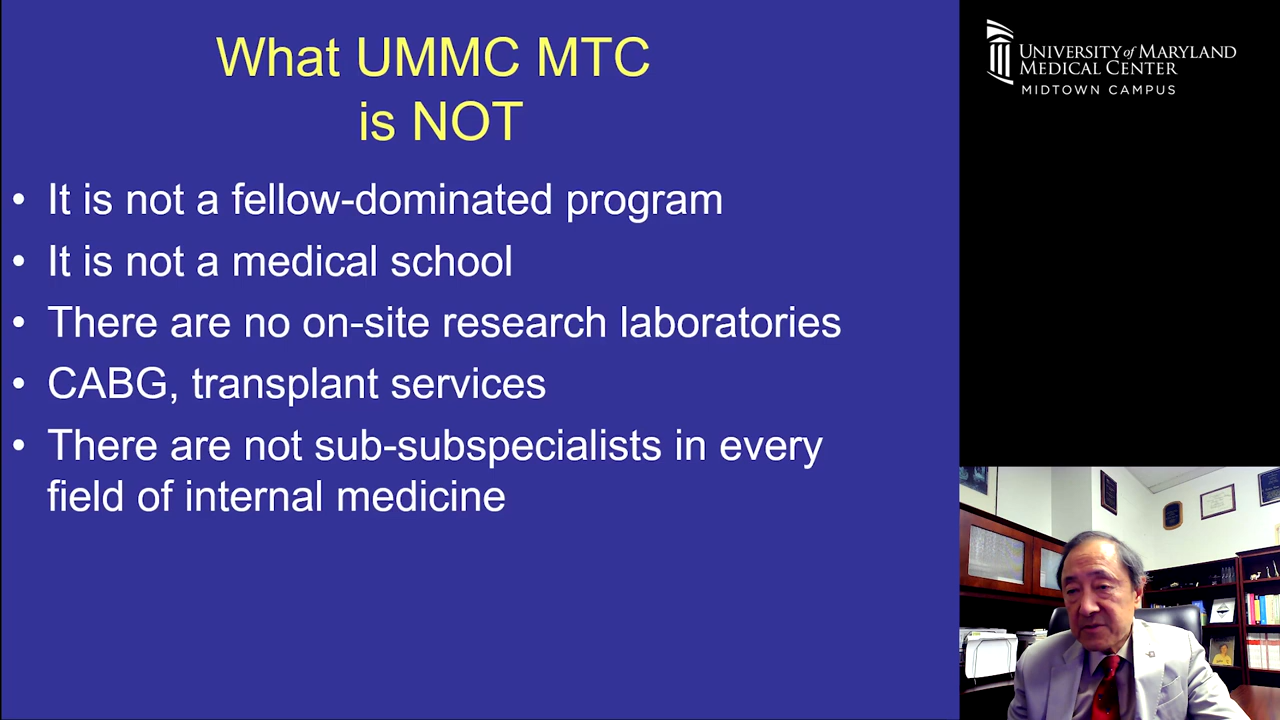 What UMMC MTC
is NOT
• It is not a fellow-dominated program
• It is not a medical school
• There are no on-site research laboratories
• CABG, transplant services
• There are not sub-subspecialists in every
field of internal medicine
UNIVERSITY of MARYLAND
MEDICAL CENTER
MIDTOWN CAMPUS